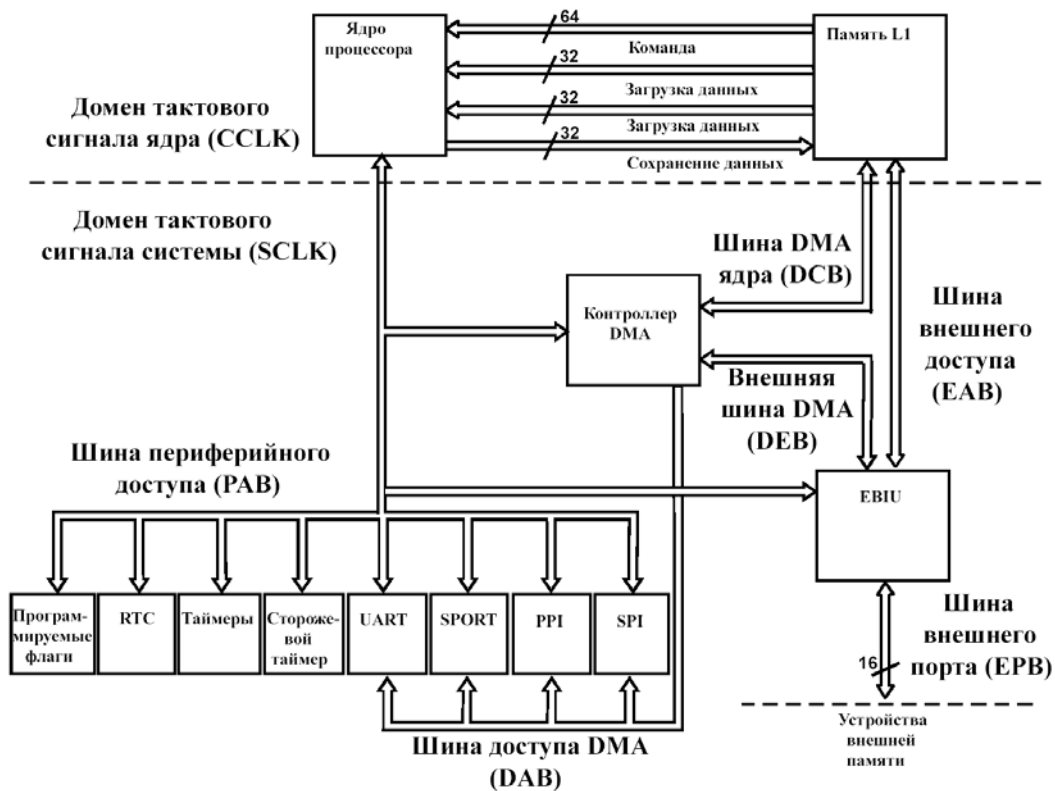 Ядро
процессора
64
Команда
32
Загрузка данных
32
Загрузка данных
32
Сохранение данных
Память L1
Домен тактового
сигнала ядра (CCLK)
Домен тактового
сигнала системы (SCLK)
Шина DMA
ядра (DCB)
Контроллер
DMA
Шина
внешнего
доступа
(EAB)
Внешняя
шина DMA
(DEB)
Шина периферийного
доступа (PAB)
EBIU
Програм-
мируемые
флаги
RTC
Таймеры
Стороже-
вой
таймер
UART
SPORT
PPI
SPI
Шина
внешнего
порта (EPB)
16
Шина доступа DMA
(DAB)
Устройства
внешней
памяти